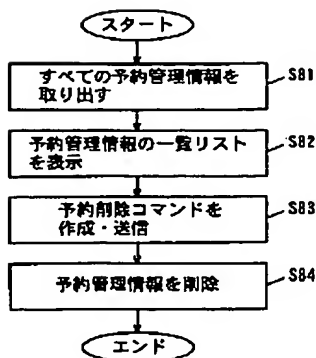 スタート
すべての予約管理情報を
取り出す
S81
予約管理情報の一覧リスト
を表示
S82
予約削除コマンドを
作成・送信
S83
予約管理情報を削除
S84
エンド